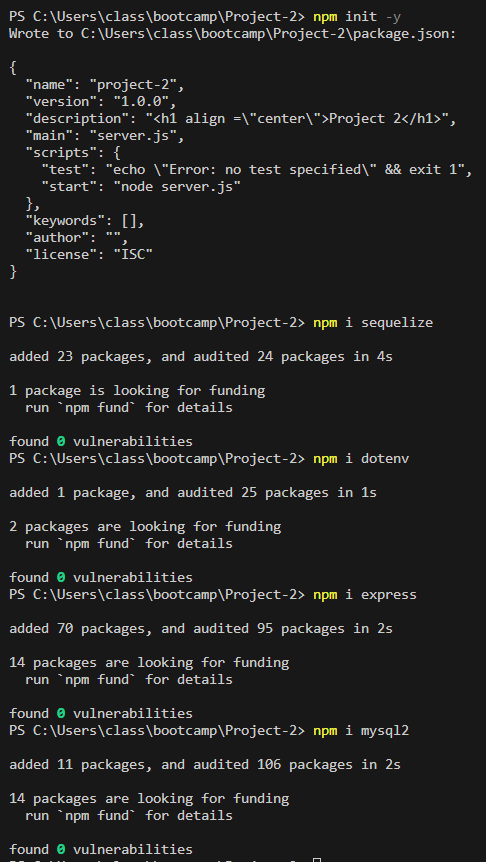 PS C:\Users\class\bootcamp\Project-2> npm init -y
Wrote to C:\Users\class\bootcamp\Project-2\package.json:

{
  "name": "project-2",
  "version": "1.0.0",
  "description": "<h1 align =\"center\">Project 2</h1>",
  "main": "server.js",
  "scripts": {
    "test": "echo \"Error: no test specified\" && exit 1",
    "start": "node server.js"
  },
  "keywords": [],
  "author": "",
  "license": "ISC"
}

PS C:\Users\class\bootcamp\Project-2> npm i sequelize

added 23 packages, and audited 24 packages in 4s

1 package is looking for funding
  run `npm fund` for details

found 0 vulnerabilities
PS C:\Users\class\bootcamp\Project-2> npm i dotenv

added 1 package, and audited 25 packages in 1s

2 packages are looking for funding
  run `npm fund` for details

found 0 vulnerabilities
PS C:\Users\class\bootcamp\Project-2> npm i express

added 70 packages, and audited 95 packages in 2s

14 packages are looking for funding
  run `npm fund` for details

found 0 vulnerabilities
PS C:\Users\class\bootcamp\Project-2> npm i mysql2

added 11 packages, and audited 106 packages in 2s

14 packages are looking for funding
  run `npm fund` for details

found 0 vulnerabilities